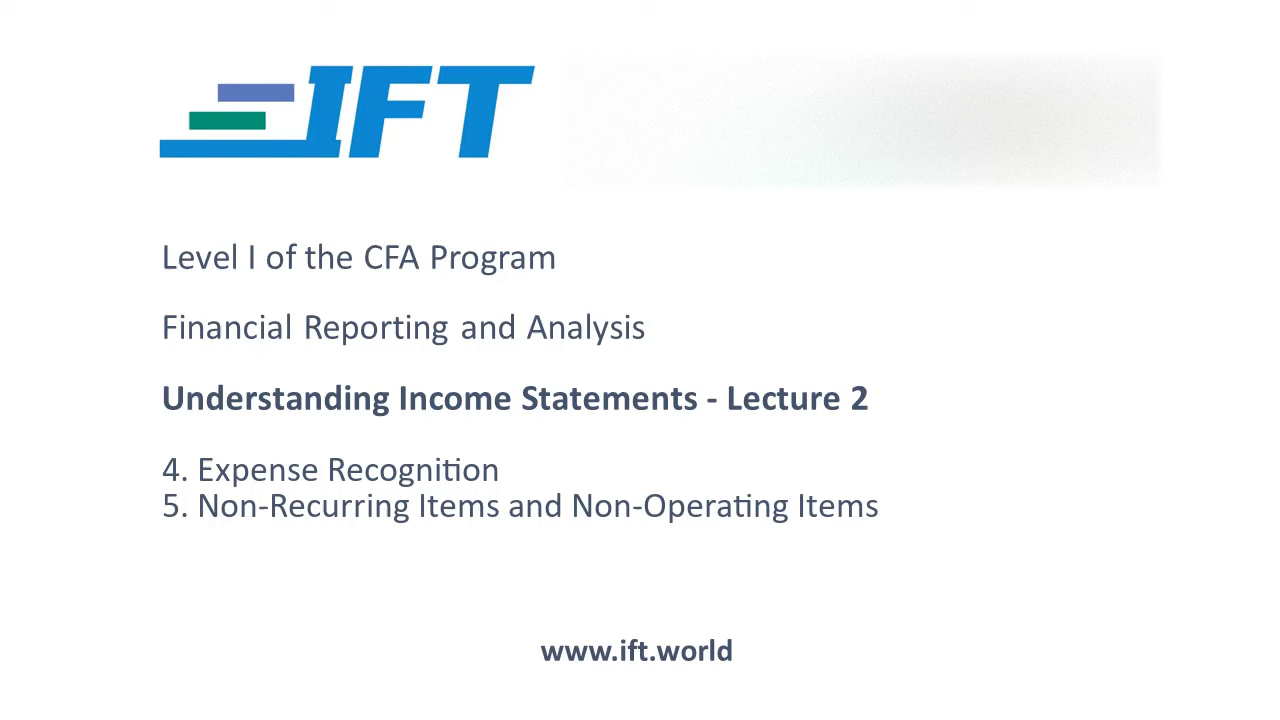 IFT
Level I of the CFA Program
Financial Reporting and Analysis
Understanding Income Statements - Lecture 2
4. Expense Recognition
5. Non-Recurring Items and Non-Operating Items
www.ift.world